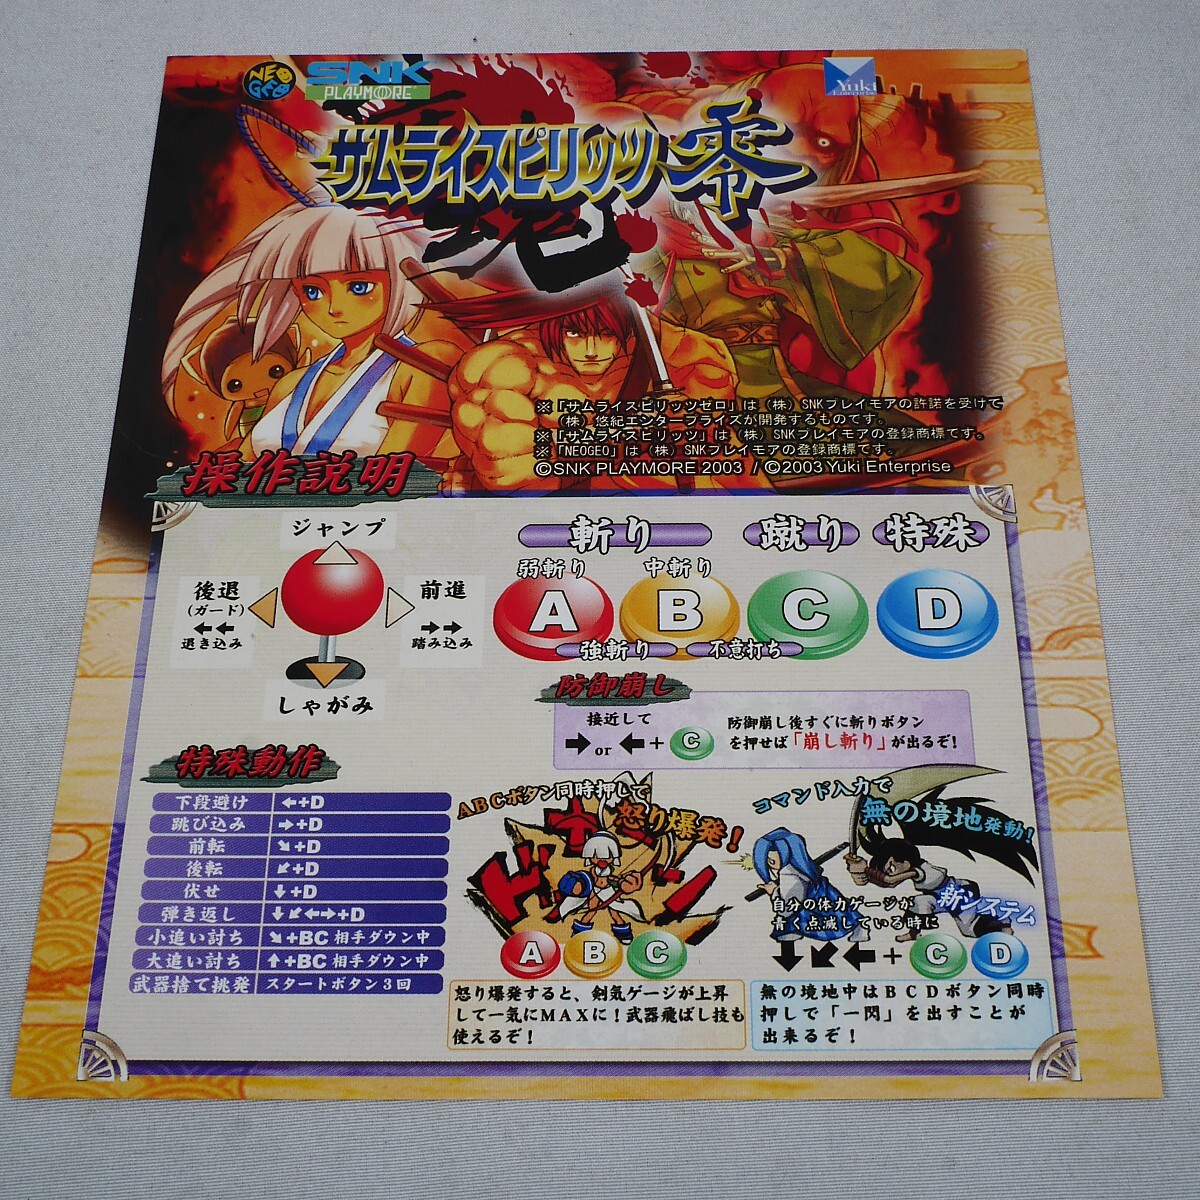 NEO GEO
SNK
PLAYMORE
Yuki
Enterprise
サムライスピリッツ零
魂
※「サムライスピリッツゼロ」は（株）SNKプレイモアの許諾を受けて
（株）悠紀エンタープライズが開発するものです。
※「サムライスピリッツ」は（株）SNKプレイモアの登録商標です。
※「NEOGEO」は（株）SNKプレイモアの登録商標です。
©SNK PLAYMORE 2003 / ©2003 Yuki Enterprise
操作説明
ジャンプ
後退
（ガード）
←←
退き込み
前進
→→
踏み込み
しゃがみ
斬り
蹴り
特殊
弱斬り
中斬り
A
B
C
D
強斬り
不意打ち
防御崩し
接近して
➡or⬅+C
防御崩し後すぐに斬りボタン
を押せば「崩し斬り」が出るぞ！
特殊動作
下段避け ←+D
跳び込み →+D
前転 ↘+D
後転 ↙+D
伏せ ↓+D
弾き返し ↓↙←→+D
小追い討ち ↘+BC 相手ダウン中
大追い討ち ↑+BC 相手ダウン中
武器捨て挑発 スタートボタン3回
ABCボタン同時押しで
怒り爆発！
ドオーン
A B C
怒り爆発すると、剣気ゲージが上昇
して一気にMAXに！武器飛ばし技も
使えるぞ！
コマンド入力で
無の境地発動！
新システム
自分の体力ゲージが
青く点滅している時に
⬇↙⬅+C D
無の境地中はBCDボタン同時
押しで「一閃」を出すことが
出来るぞ！